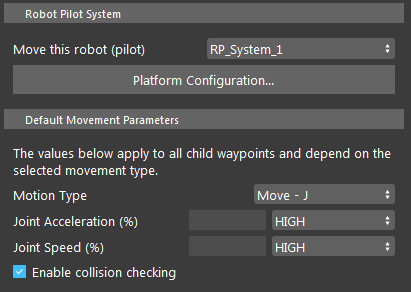 Robot Pilot System
Move this robot (pilot) RP_System_1
Platform Configuration...
Default Movement Parameters
The values below apply to all child waypoints and depend on the
selected movement type.
Motion Type Move - J
Joint Acceleration (%) HIGH
Joint Speed (%) HIGH
Enable collision checking